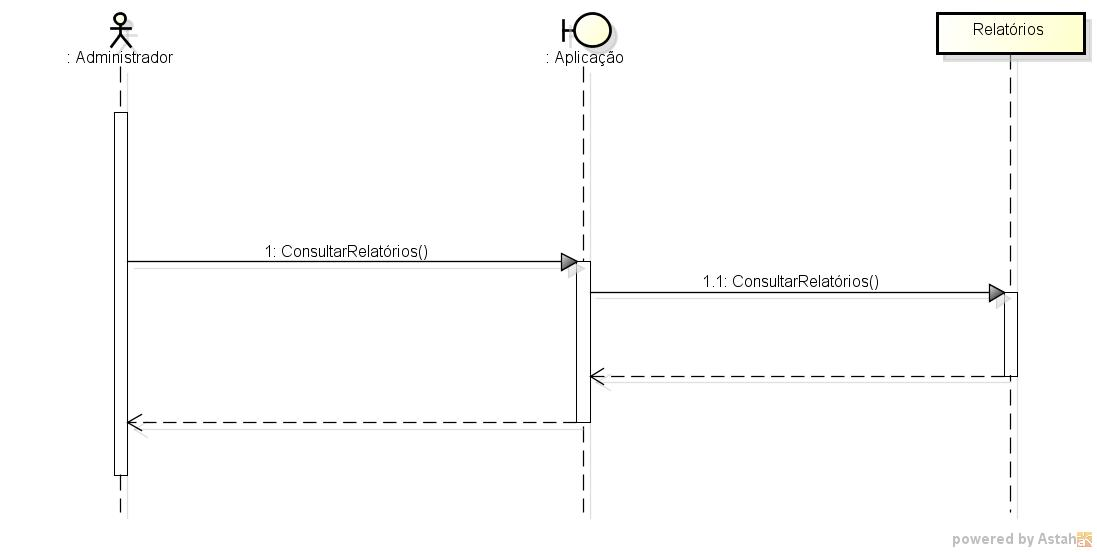 : Administrador
: Aplicação
Relatórios
1: ConsultarRelatórios()
1.1: ConsultarRelatórios()
powered by Astah